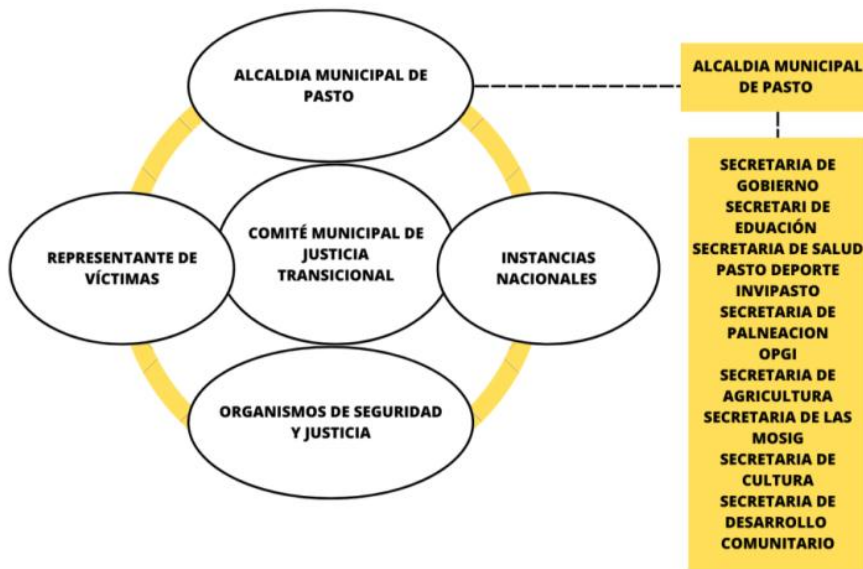 ALCALDIA MUNICIPAL DE
PASTO
ALCALDIA MUNICIPAL
DE PASTO
REPRESENTANTE DE
VÍCTIMAS
COMITÉ MUNICIPAL DE
JUSTICIA
TRANSICIONAL
INSTANCIAS
NACIONALES
ORGANISMOS DE SEGURIDAD
Y JUSTICIA
SECRETARIA DE
GOBIERNO
SECRETARI DE
EDUACIÓN
SECRETARIA DE SALUD
PASTO DEPORTE
INVIPASTO
SECRETARIA DE
PALNEACION
OPGI
SECRETARIA DE
AGRICULTURA
SECRETARIA DE LAS
MOSIG
SECRETARIA DE
CULTURA
SECRETARIA DE
DESARROLLO
COMUNITARIO